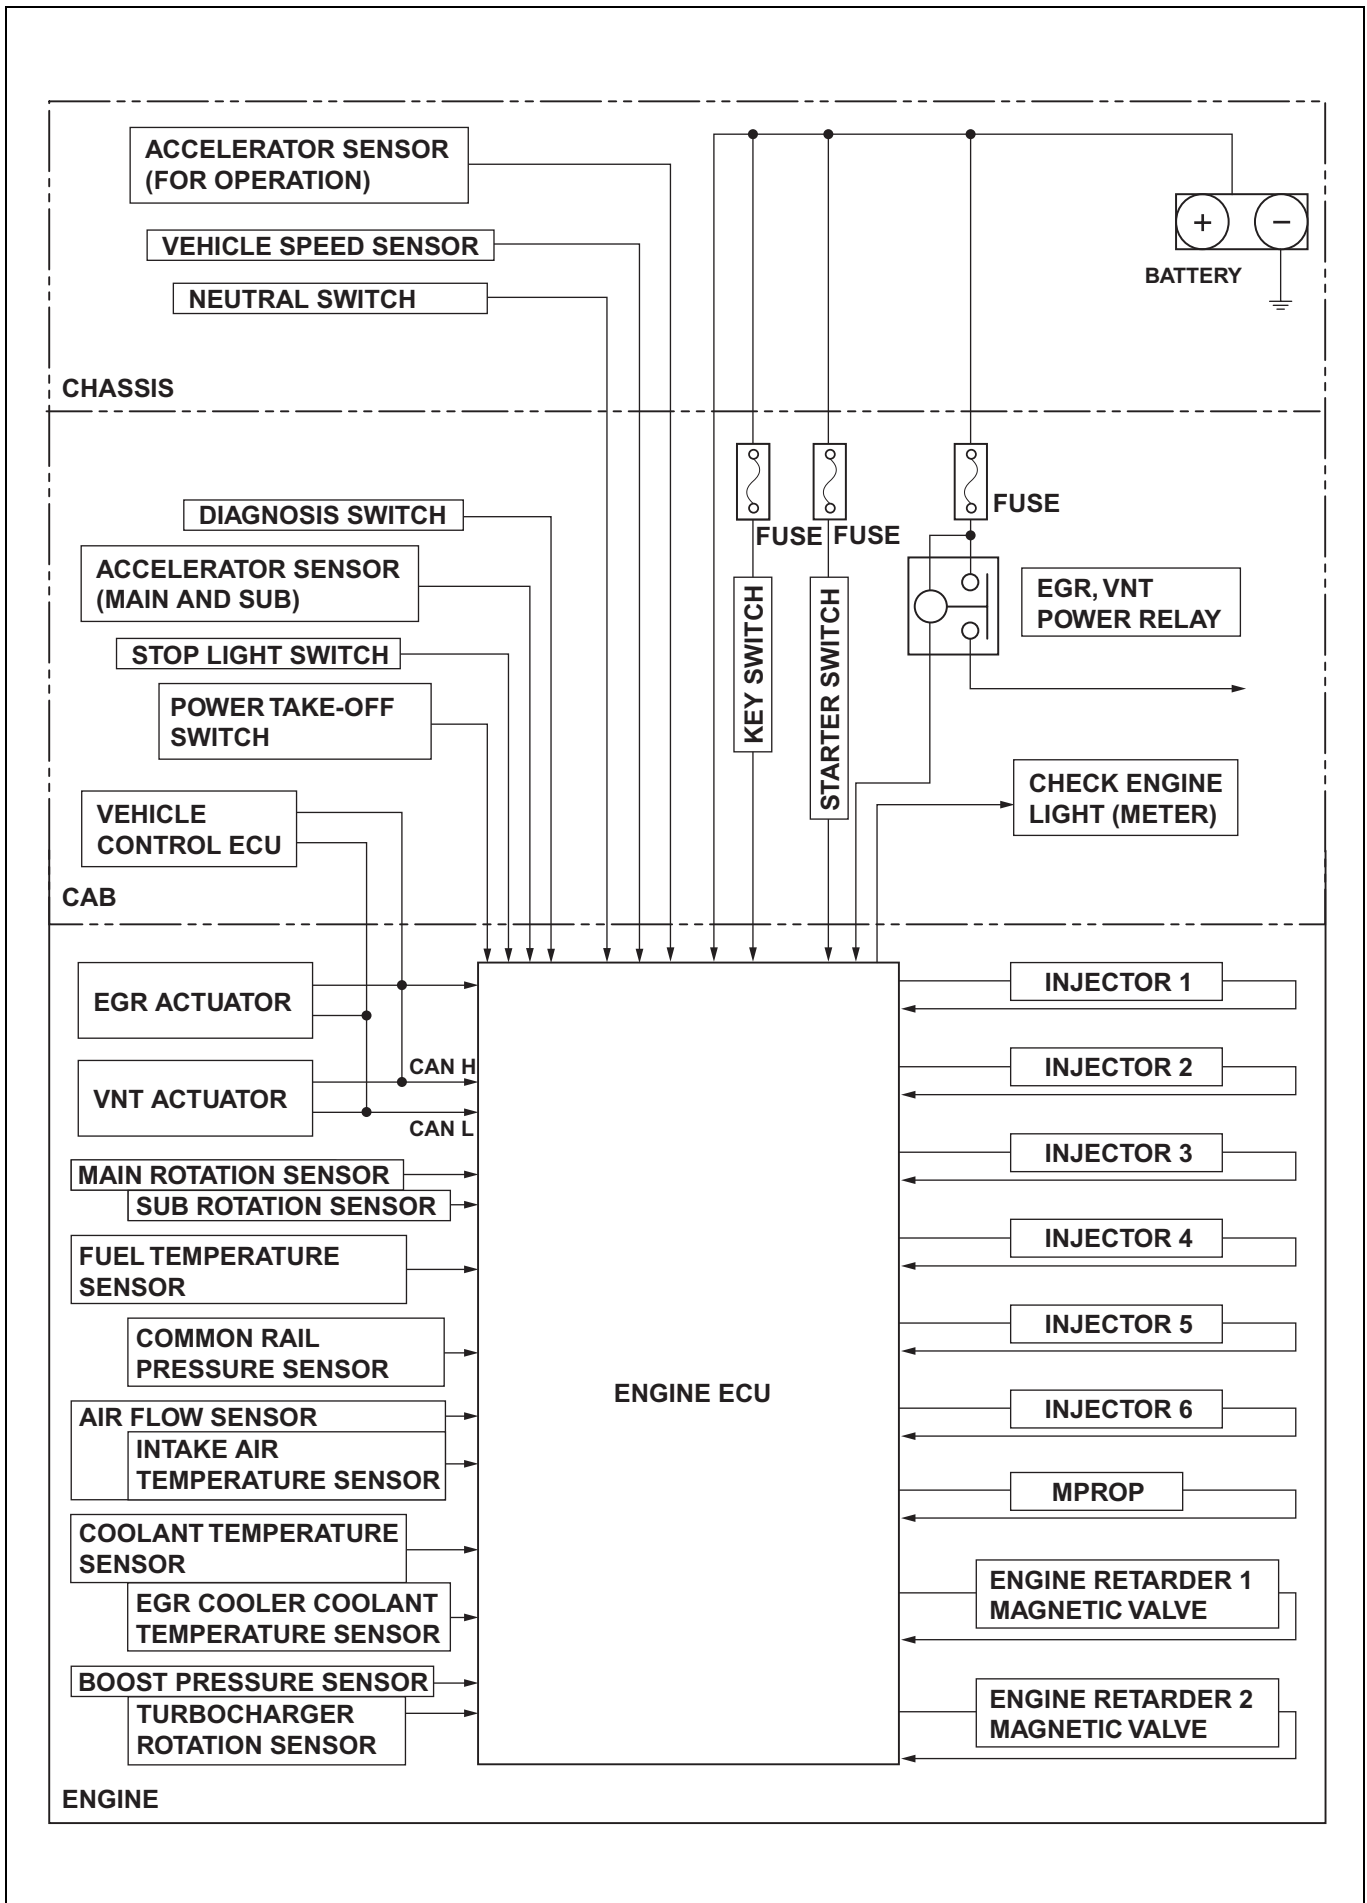 ACCELERATOR SENSOR
(FOR OPERATION)
VEHICLE SPEED SENSOR
NEUTRAL SWITCH
+
−
BATTERY
CHASSIS
DIAGNOSIS SWITCH
ACCELERATOR SENSOR
(MAIN AND SUB)
STOP LIGHT SWITCH
POWER TAKE-OFF
SWITCH
VEHICLE
CONTROL ECU
FUSE
FUSE
FUSE
KEY SWITCH
STARTER SWITCH
EGR, VNT
POWER RELAY
CHECK ENGINE
LIGHT (METER)
CAB
EGR ACTUATOR
VNT ACTUATOR
CAN H
CAN L
MAIN ROTATION SENSOR
SUB ROTATION SENSOR
FUEL TEMPERATURE
SENSOR
COMMON RAIL
PRESSURE SENSOR
AIR FLOW SENSOR
INTAKE AIR
TEMPERATURE SENSOR
COOLANT TEMPERATURE
SENSOR
EGR COOLER COOLANT
TEMPERATURE SENSOR
BOOST PRESSURE SENSOR
TURBOCHARGER
ROTATION SENSOR
ENGINE ECU
INJECTOR 1
INJECTOR 2
INJECTOR 3
INJECTOR 4
INJECTOR 5
INJECTOR 6
MPROP
ENGINE RETARDER 1
MAGNETIC VALVE
ENGINE RETARDER 2
MAGNETIC VALVE
ENGINE